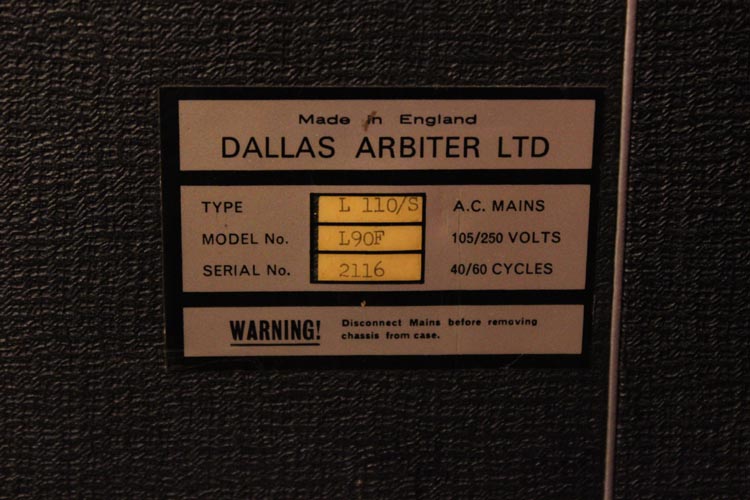 Made in England
DALLAS ARBITER LTD
TYPE L 110/S A.C. MAINS
MODEL No. L90F 105/250 VOLTS
SERIAL No. 2116 40/60 CYCLES
WARNING! Disconnect Mains before removing
chassis from case.